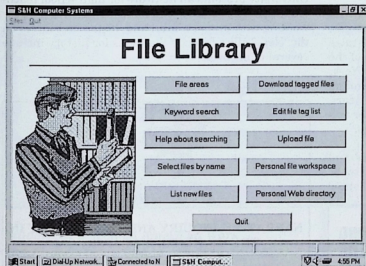 S&H Computer Systems
Stop Quit
File Library
File areas
Download tagged files
Keyword search
Edit file tag list
Help about searching
Upload file
Select files by name
Personal file workspace
List new files
Personal Web directory
Quit
Start
Dial-Up Network...
Connected to N
S&H Comput...
4:55 PM